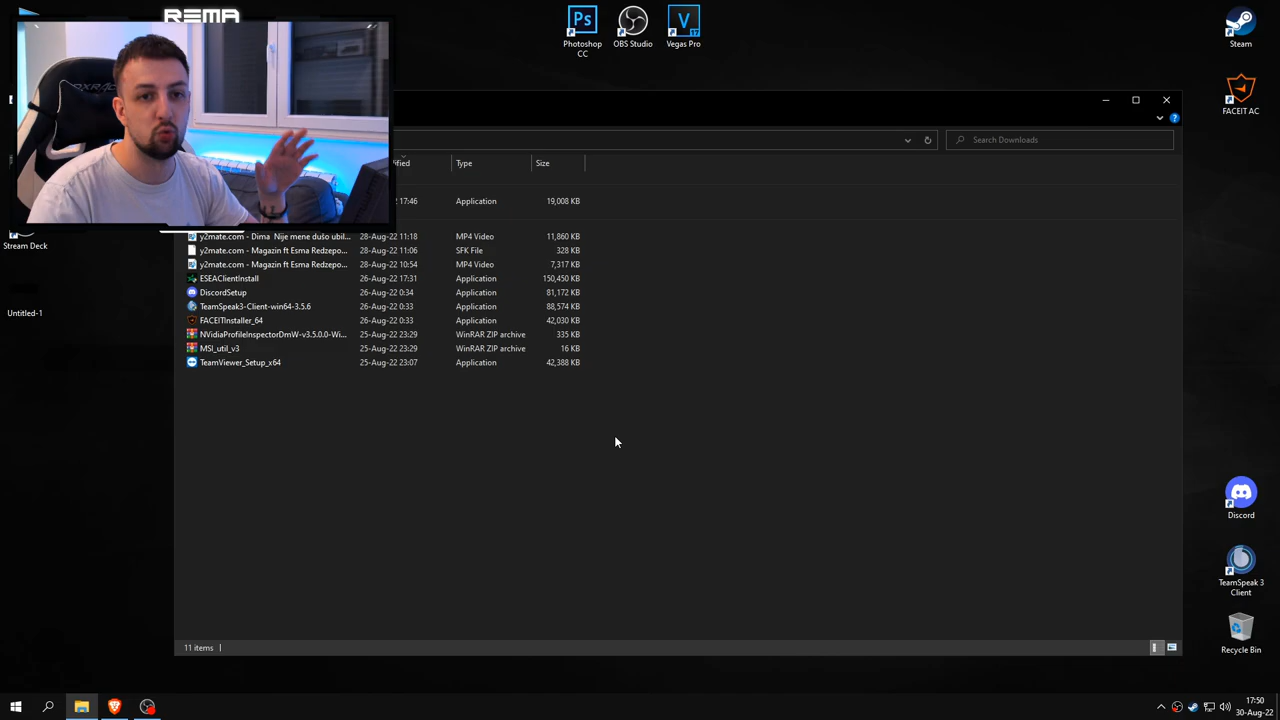 REMA
Photoshop CC
OBS Studio
Vegas Pro
Steam
FACEIT AC
Search Downloads
Type
Size
17:46 Application 19,008 KB
y2mate.com - Dima Nije mene dušo ubil... 28-Aug-22 11:18 MP4 Video 11,860 KB
y2mate.com - Magazin ft Esma Redzepo... 28-Aug-22 11:06 SFK File 328 KB
y2mate.com - Magazin ft Esma Redzepo... 28-Aug-22 10:54 MP4 Video 7,317 KB
ESEAClientInstall 26-Aug-22 17:31 Application 150,450 KB
DiscordSetup 26-Aug-22 0:34 Application 81,172 KB
TeamSpeak3-Client-win64-3.5.6 26-Aug-22 0:33 Application 88,574 KB
FACEITInstaller_64 26-Aug-22 0:33 Application 42,030 KB
NVidiaProfileInspectorDmW-v3.5.0.0-Wi... 25-Aug-22 23:29 WinRAR ZIP archive 335 KB
MSI_util_v3 25-Aug-22 23:29 WinRAR ZIP archive 16 KB
TeamViewer_Setup_x64 25-Aug-22 23:07 Application 42,388 KB
Stream Deck
Untitled-1
Discord
TeamSpeak 3
Client
Recycle Bin
11 items
17:50
30-Aug-22